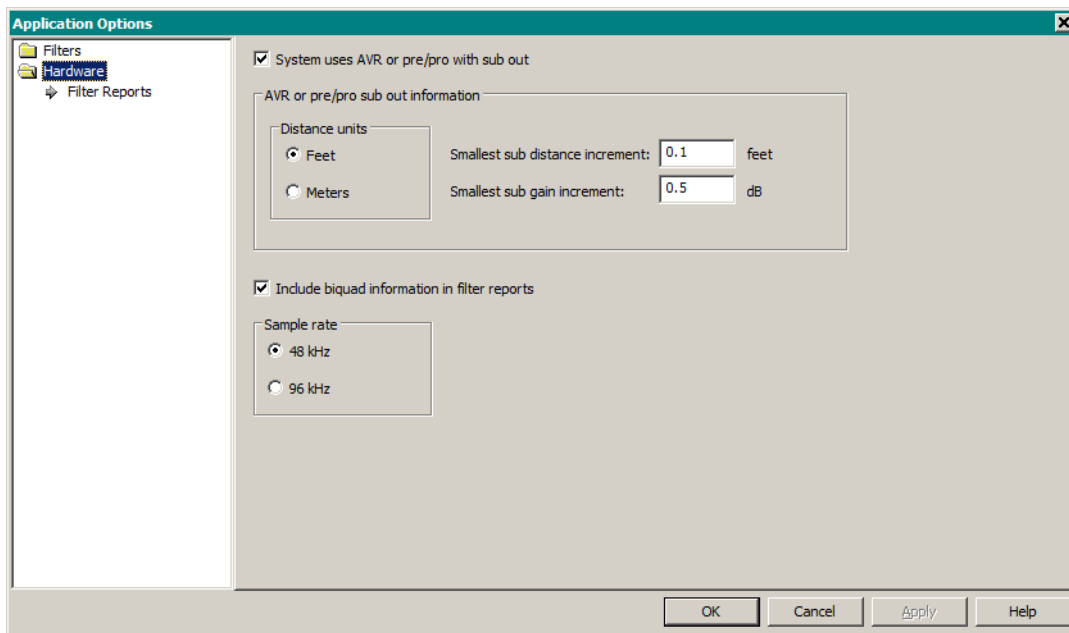 Application Options
Filters
Hardware
Filter Reports
System uses AVR or pre/pro with sub out
AVR or pre/pro sub out information
Distance units
Feet
Meters
Smallest sub distance increment: 0.1 feet
Smallest sub gain increment: 0.5 dB
Include biquad information in filter reports
Sample rate
48 kHz
96 kHz
OK Cancel Apply Help